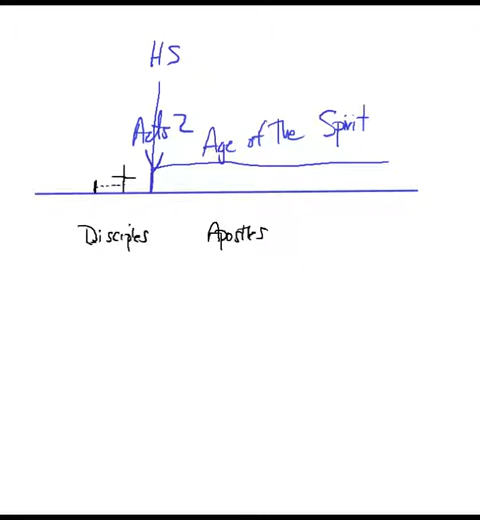 HS
Acts 2
Age of The Spirit
Disciples Apostles